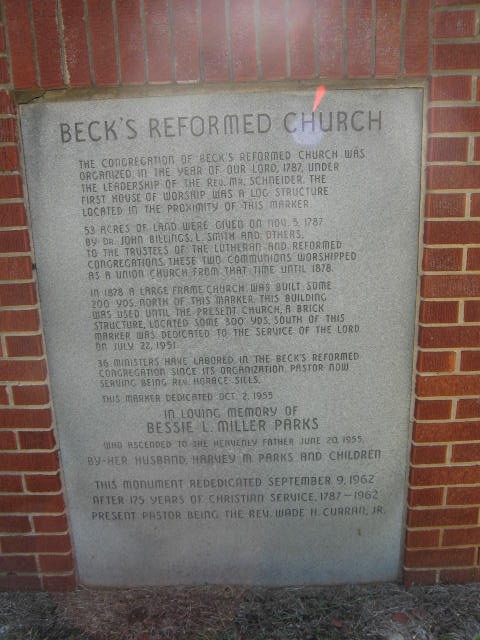 BECK'S REFORMED CHURCH
THE CONGREGATION OF BECK'S REFORMED CHURCH WAS
ORGANIZED, IN THE YEAR OF OUR LORD, 1787, UNDER
THE LEADERSHIP OF THE REV. MR. SCHNEIDER. THE
FIRST HOUSE OF WORSHIP WAS A LOG STRUCTURE
LOCATED IN THE PROXIMITY OF THIS MARKER.
53 ACRES OF LAND WERE GIVEN ON NOV. 5, 1787
BY DR. JOHN BILLINGS, L. SMITH AND OTHERS,
TO THE TRUSTEES OF THE LUTHERAN AND REFORMED
CONGREGATIONS. THESE TWO COMMUNIONS WORSHIPPED
AS A UNION CHURCH FROM THAT TIME UNTIL 1878.
IN 1878 A LARGE FRAME CHURCH WAS BUILT SOME
200 YDS. NORTH OF THIS MARKER. THIS BUILDING
WAS USED UNTIL THE PRESENT CHURCH, A BRICK
STRUCTURE, LOCATED SOME 300 YDS. SOUTH OF THIS
MARKER WAS DEDICATED TO THE SERVICE OF THE LORD
ON JULY 22, 1951.
36 MINISTERS HAVE LABORED IN THE BECK'S REFORMED
CONGREGATION SINCE ITS ORGANIZATION. PASTOR NOW
SERVING BEING REV. HORACE SILLS.
THIS MARKER DEDICATED OCT. 2, 1955
IN LOVING MEMORY OF
BESSIE L. MILLER PARKS
WHO ASCENDED TO THE HEAVENLY FATHER JUNE 20, 1955,
BY HER HUSBAND, HARVEY M. PARKS AND CHILDREN
THIS MONUMENT REDEDICATED SEPTEMBER 9, 1962
AFTER 175 YEARS OF CHRISTIAN SERVICE, 1787-1962
PRESENT PASTOR BEING THE REV. WADE H. CURRAN, JR.